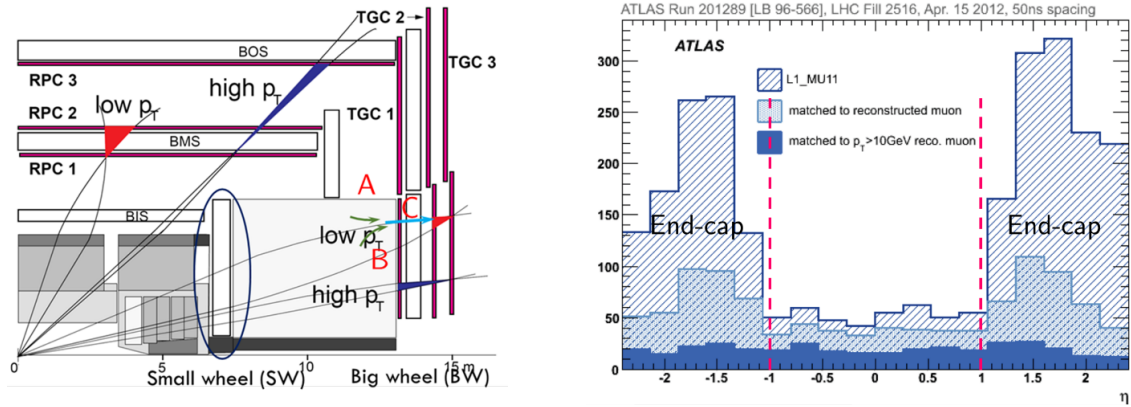 TGC 2
BOS
RPC 3
TGC 3
high pT
low pT
RPC 2
TGC 1
BMS
RPC 1
A
C
BIS
low pT
B
high pT
0
5
10
15 m
Small wheel (SW)
Big wheel (BW)
ATLAS Run 201289 [LB 96-566], LHC Fill 2516, Apr. 15 2012, 50ns spacing
ATLAS
L1_MU11
matched to reconstructed muon
matched to pT>10GeV reco. muon
300
250
200
150
100
50
0
End-cap
End-cap
-2
-1.5
-1
-0.5
0
0.5
1
1.5
2
η